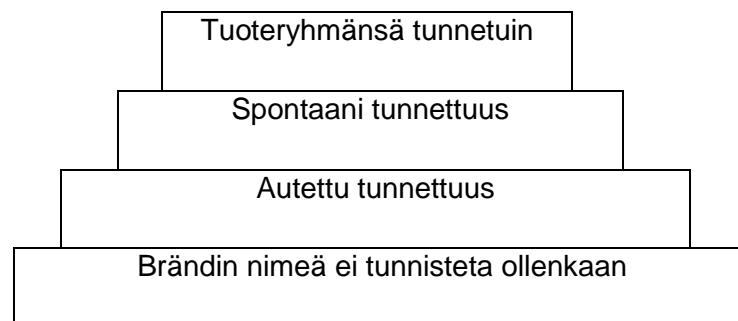 Tuoteryhmänsä tunnetuin
Spontaani tunnettuus
Autettu tunnettuus
Brändin nimeä ei tunnisteta ollenkaan